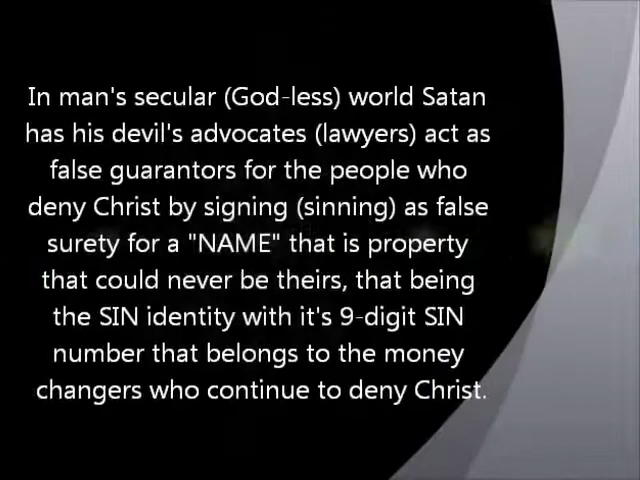 In man's secular (God-less) world Satan
has his devil's advocates (lawyers) act as
false guarantors for the people who
deny Christ by signing (sinning) as false
surety for a "NAME" that is property
that could never be theirs, that being
the SIN identity with it's 9-digit SIN
number that belongs to the money
changers who continue to deny Christ.